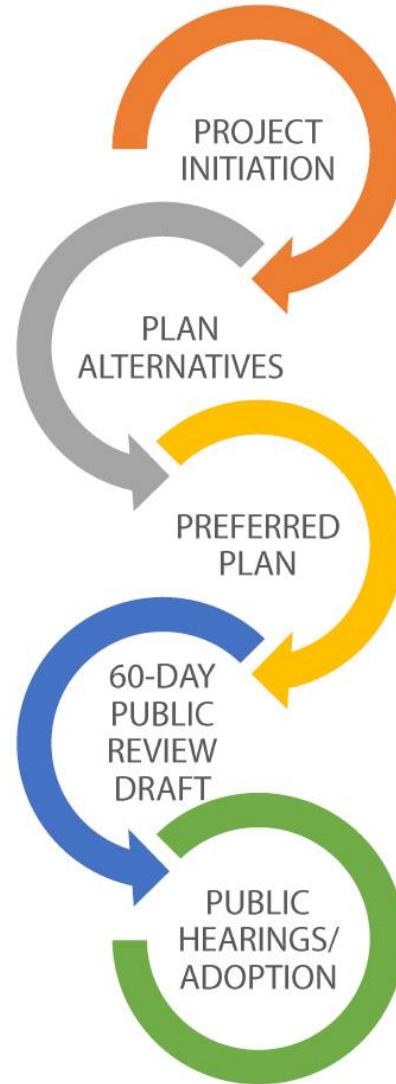 PROJECT
INITIATION
PLAN
ALTERNATIVES
PREFERRED
PLAN
60-DAY
PUBLIC
REVIEW
DRAFT
PUBLIC
HEARINGS/
ADOPTION